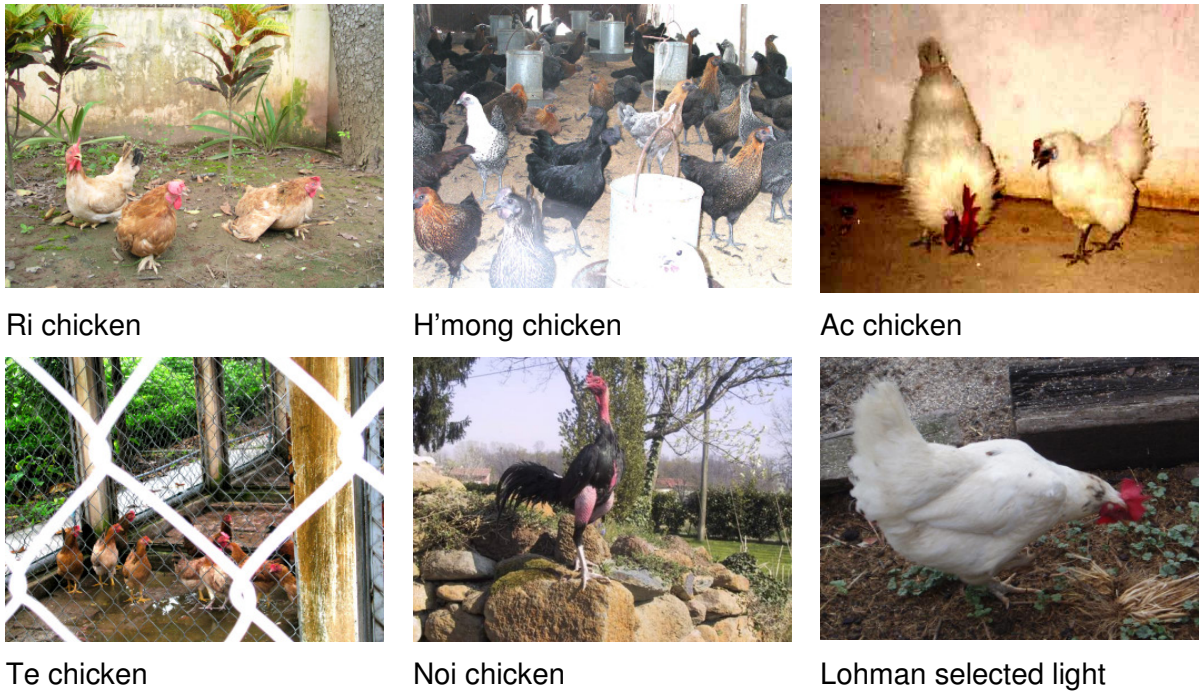 Ri chicken
H’mong chicken
Ac chicken
Te chicken
Noi chicken
Lohman selected light